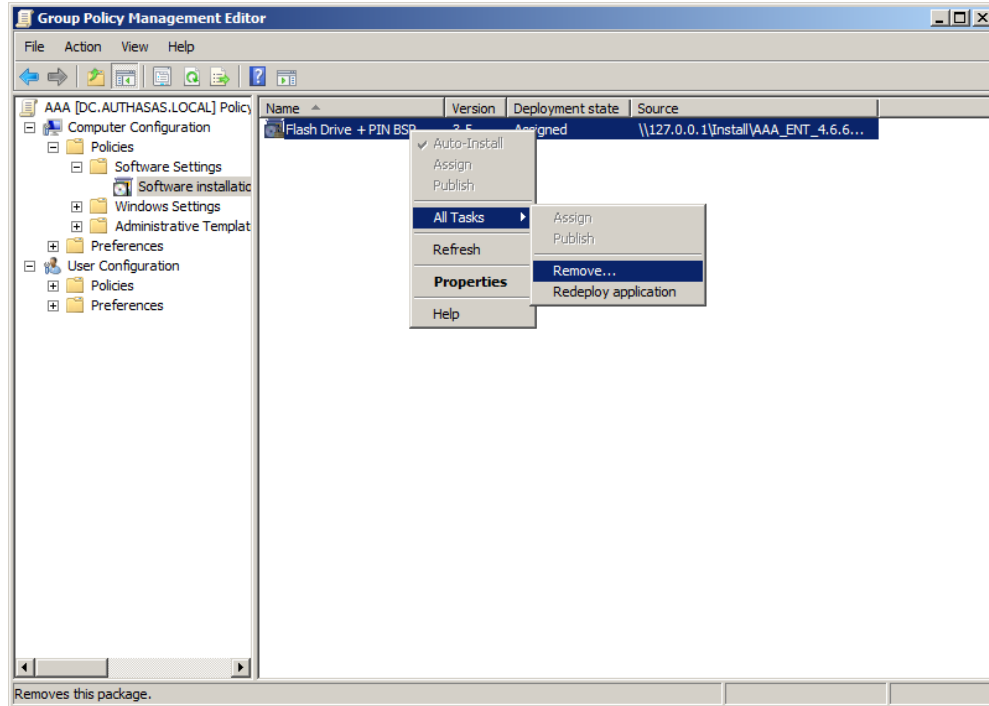 Group Policy Management Editor
File Action View Help
AAA [DC.AUTHASAS.LOCAL] Policy
Computer Configuration
Policies
Software Settings
Software installatio
Windows Settings
Administrative Templat
Preferences
User Configuration
Policies
Preferences
Name Version Deployment state Source
Flash Drive + PIN BSP 3.5 Assigned \\127.0.0.1\Install\AAA_ENT_4.6.6...
Auto-Install
Assign
Publish
All Tasks
Refresh
Properties
Help
Assign
Publish
Remove...
Redeploy application
Removes this package.